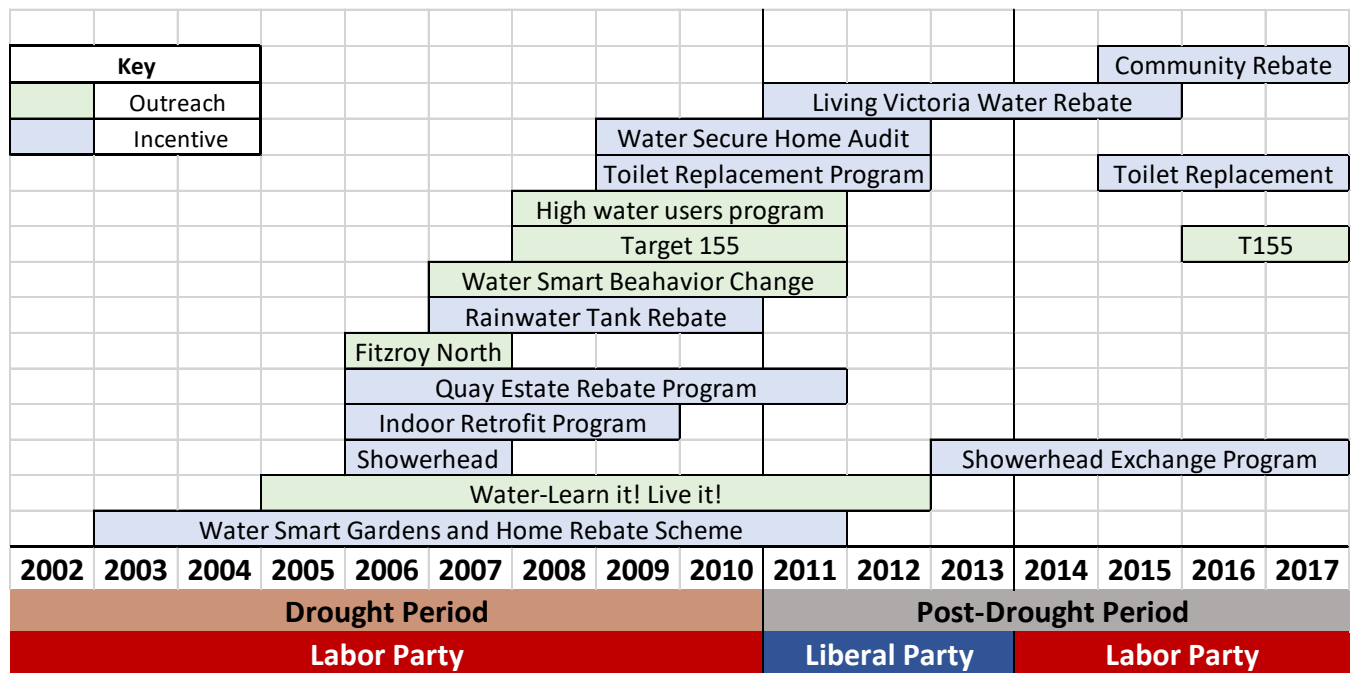 Key
Community Rebate
Outreach
Living Victoria Water Rebate
Incentive
Water Secure Home Audit
Toilet Replacement Program
Toilet Replacement
High water users program
Target 155
T155
Water Smart Beahavior Change
Rainwater Tank Rebate
Fitzroy North
Quay Estate Rebate Program
Indoor Retrofit Program
Showerhead
Showerhead Exchange Program
Water-Learn it! Live it!
Water Smart Gardens and Home Rebate Scheme
2002 2003 2004 2005 2006 2007 2008 2009 2010 2011 2012 2013 2014 2015 2016 2017
Drought Period
Post-Drought Period
Labor Party
Liberal Party
Labor Party